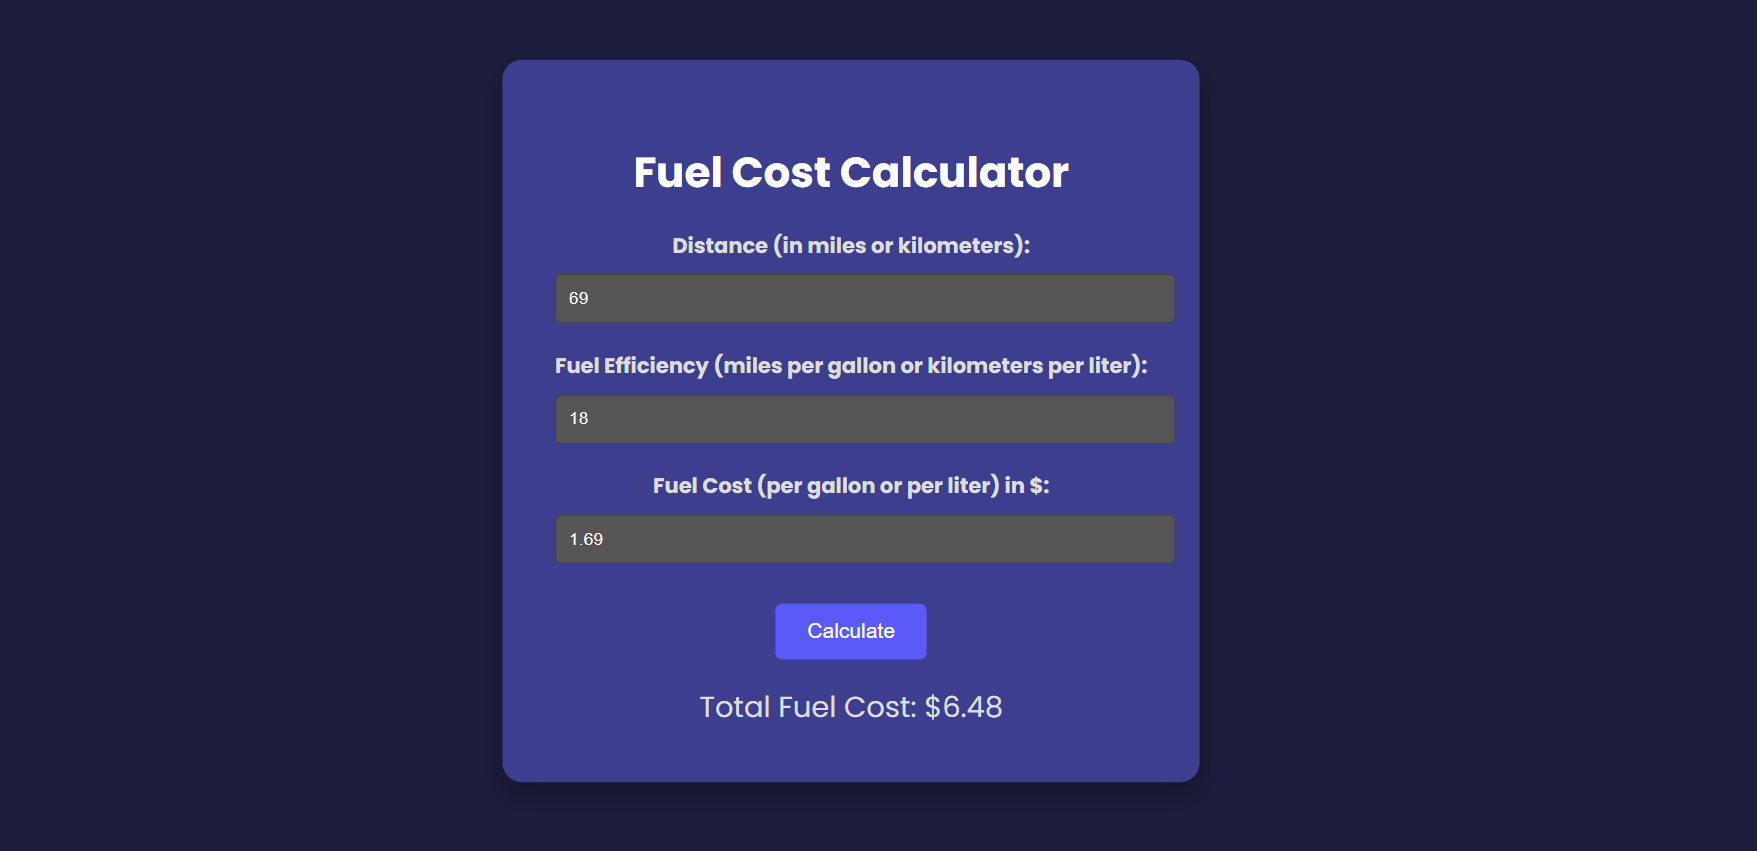 Fuel Cost Calculator
Distance (in miles or kilometers):
69
Fuel Efficiency (miles per gallon or kilometers per liter):
18
Fuel Cost (per gallon or per liter) in $:
1.69
Calculate
Total Fuel Cost: $6.48